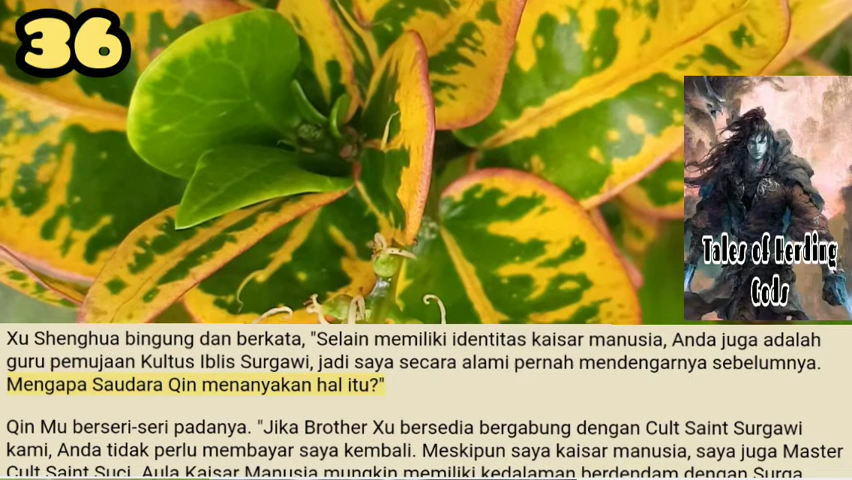 36
Tales of Herding
Gods
Xu Shenghua bingung dan berkata, "Selain memiliki identitas kaisar manusia, Anda juga adalah
guru pemujaan Kultus Iblis Surgawi, jadi saya secara alami pernah mendengarnya sebelumnya.
Mengapa Saudara Qin menanyakan hal itu?"
Qin Mu berseri-seri padanya. "Jika Brother Xu bersedia bergabung dengan Cult Saint Surgawi
kami, Anda tidak perlu membayar saya kembali. Meskipun saya kaisar manusia, saya juga Master
Cult Saint Suci. Aula Kaisar Manusia mungkin memiliki kedalaman berdendam dengan Surga